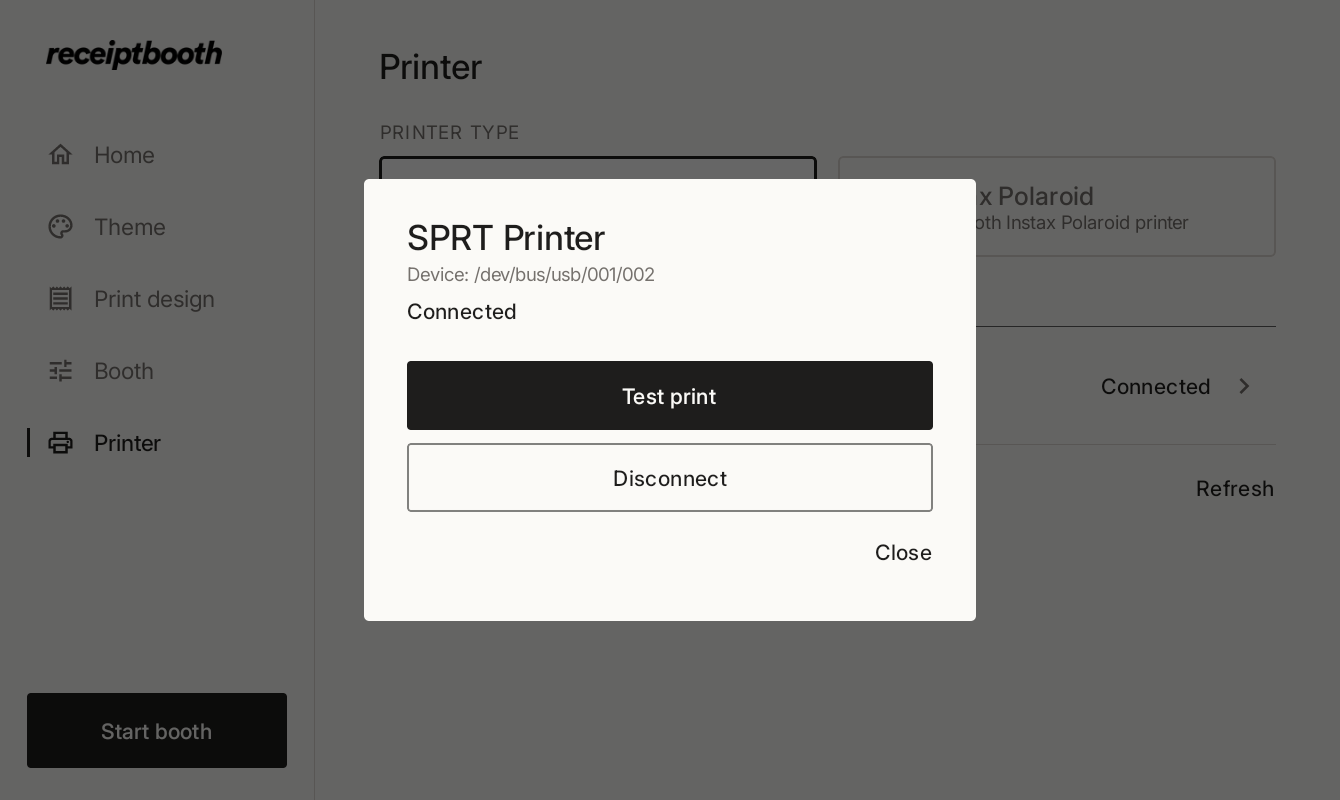 receiptbooth
Home
Theme
Print design
Booth
Printer
Start booth
Printer
PRINTER TYPE
x Polaroid
oth Instax Polaroid printer
Connected
Refresh
SPRT Printer
Device: /dev/bus/usb/001/002
Connected
Test print
Disconnect
Close